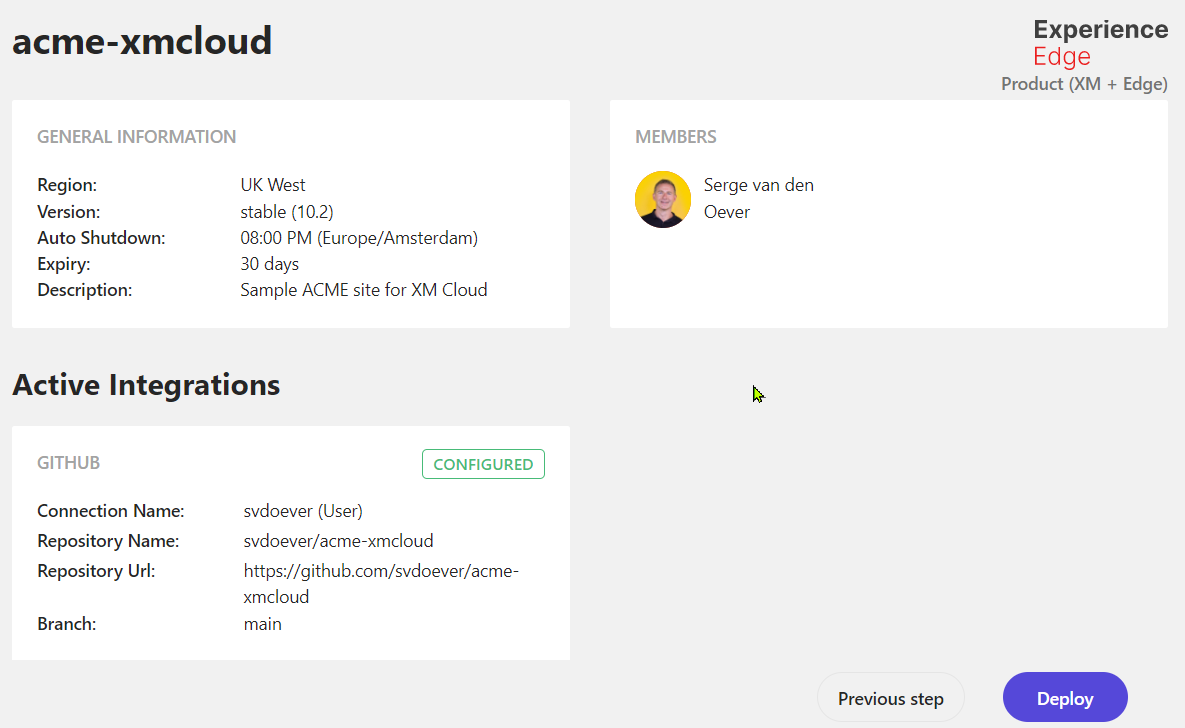 acme-xmcloud
Experience
Edge
Product (XM + Edge)
GENERAL INFORMATION
Region: UK West
Version: stable (10.2)
Auto Shutdown: 08:00 PM (Europe/Amsterdam)
Expiry: 30 days
Description: Sample ACME site for XM Cloud
MEMBERS
Serge van den
Oever
Active Integrations
GITHUB CONFIGURED
Connection Name: svdoever (User)
Repository Name: svdoever/acme-xmcloud
Repository Url: https://github.com/svdoever/acme-
xmcloud
Branch: main
Previous step Deploy